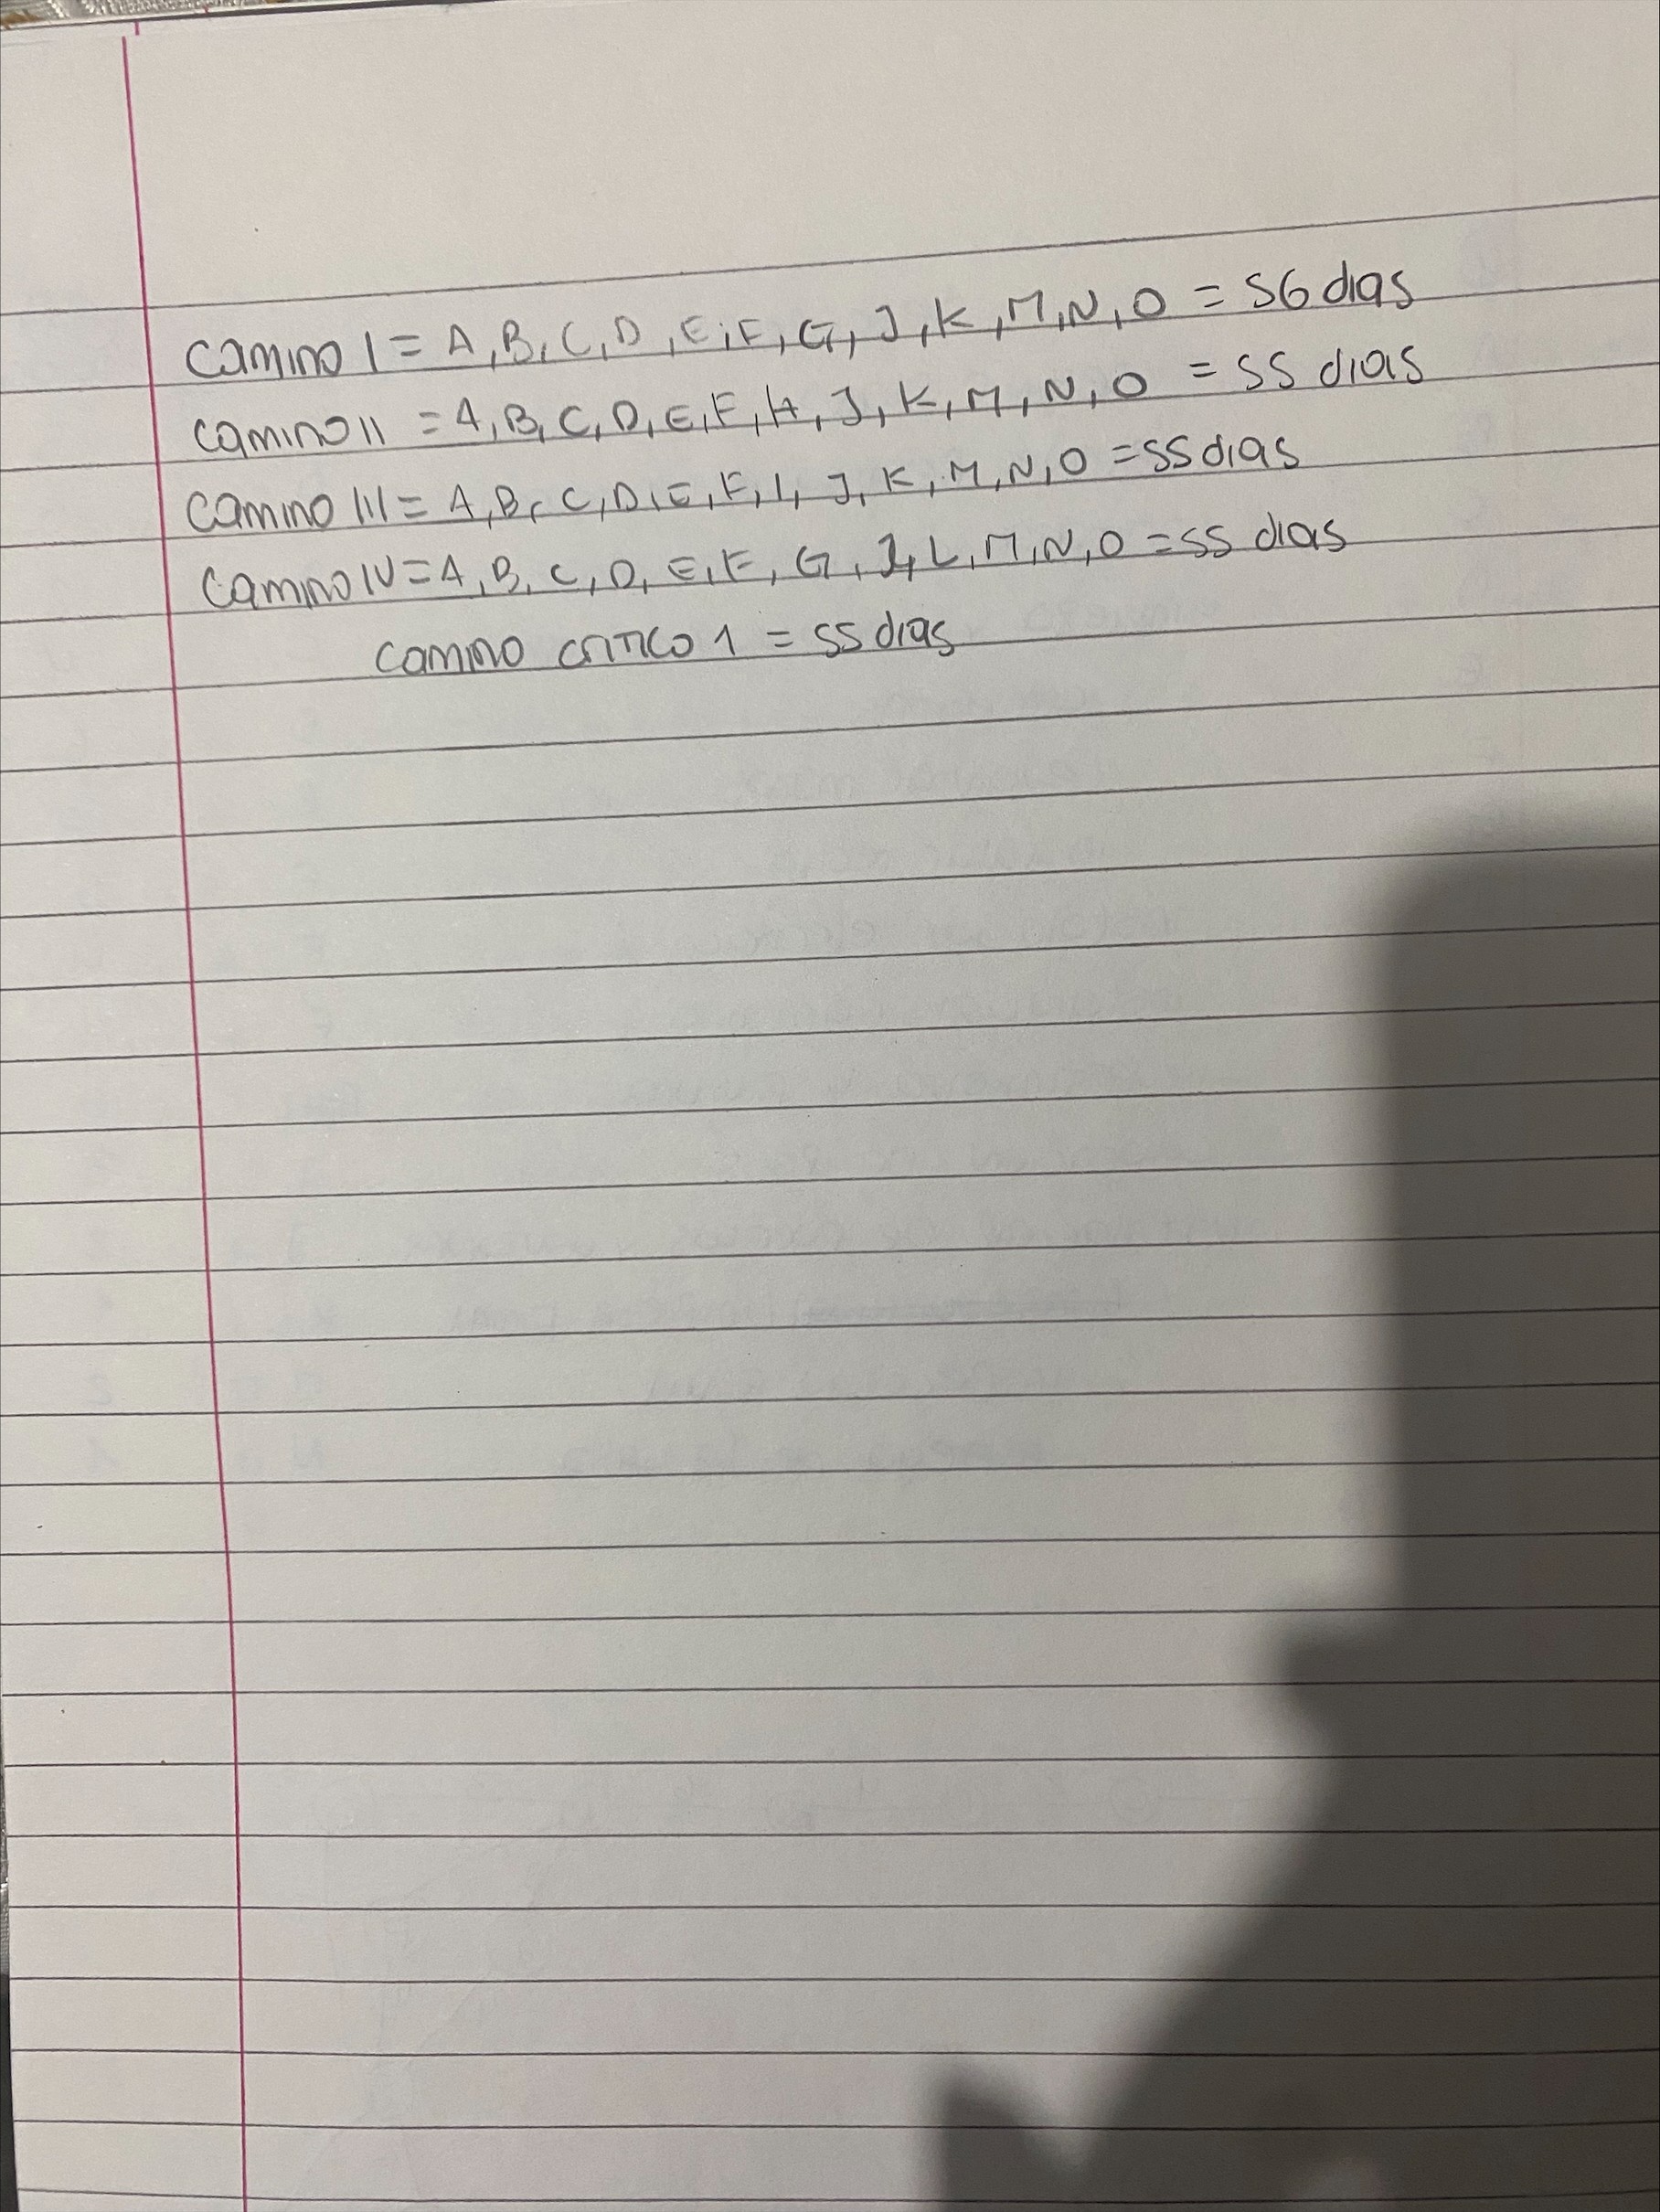 Camino I = A, B, C, D, E, F, G, J, K, M, N, O = 56 dias
Camino II = A, B, C, D, E, F, H, J, K, M, N, O = 55 dias
Camino III = A, B, C, D, E, F, I, J, K, M, N, O = 55 dias
Camino IV = A, B, C, D, E, F, G, J, L, M, N, O = 55 dias
Camino critico 1 = 55 dias